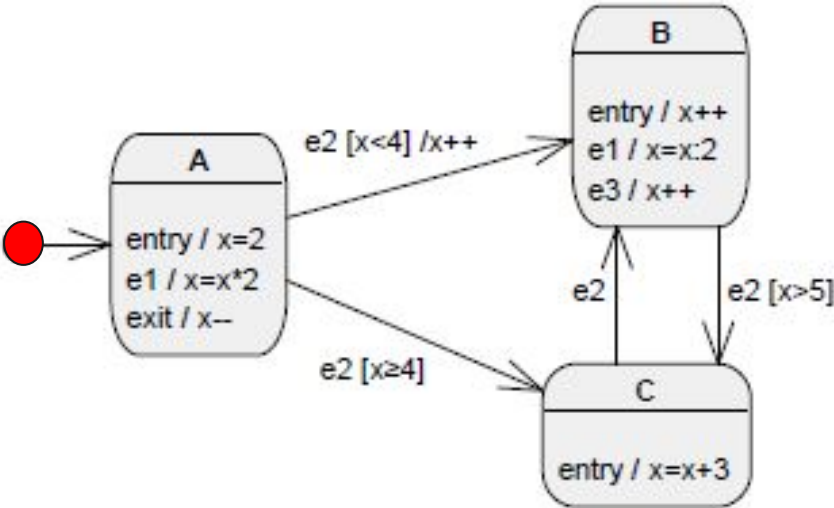 A
entry / x=2
e1 / x=x*2
exit / x--
e2 [x<4] /x++
e2 [x≥4]
B
entry / x++
e1 / x=x:2
e3 / x++
e2
e2 [x>5]
C
entry / x=x+3